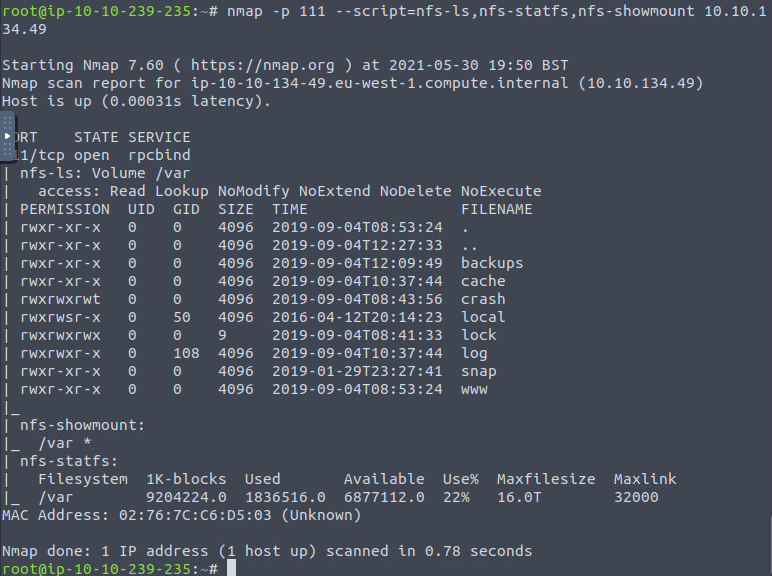 root@ip-10-10-239-235:~# nmap -p 111 --script=nfs-ls,nfs-statfs,nfs-showmount 10.10.1
34.49
Starting Nmap 7.60 ( https://nmap.org ) at 2021-05-30 19:50 BST
Nmap scan report for ip-10-10-134-49.eu-west-1.compute.internal (10.10.134.49)
Host is up (0.00031s latency).
ORT    STATE SERVICE
11/tcp open  rpcbind
| nfs-ls: Volume /var
|   access: Read Lookup NoModify NoExtend NoDelete NoExecute
| PERMISSION  UID  GID  SIZE  TIME                 FILENAME
| rwxr-xr-x   0    0    4096  2019-09-04T08:53:24  .
| rwxr-xr-x   0    0    4096  2019-09-04T12:27:33  ..
| rwxr-xr-x   0    0    4096  2019-09-04T12:09:49  backups
| rwxr-xr-x   0    0    4096  2019-09-04T10:37:44  cache
| rwxrwxrwt   0    0    4096  2019-09-04T08:43:56  crash
| rwxrwsr-x   0    50   4096  2016-04-12T20:14:23  local
| rwxrwxrwx   0    0    9     2019-09-04T08:41:33  lock
| rwxrwxr-x   0    108  4096  2019-09-04T10:37:44  log
| rwxr-xr-x   0    0    4096  2019-01-29T23:27:41  snap
| rwxr-xr-x   0    0    4096  2019-09-04T08:53:24  www
|_
| nfs-showmount:
|_  /var *
| nfs-statfs:
|   Filesystem  1K-blocks  Used       Available  Use%  Maxfilesize  Maxlink
|_  /var        9204224.0  1836516.0  6877112.0  22%   16.0T        32000
MAC Address: 02:76:7C:C6:D5:03 (Unknown)
Nmap done: 1 IP address (1 host up) scanned in 0.78 seconds
root@ip-10-10-239-235:~#